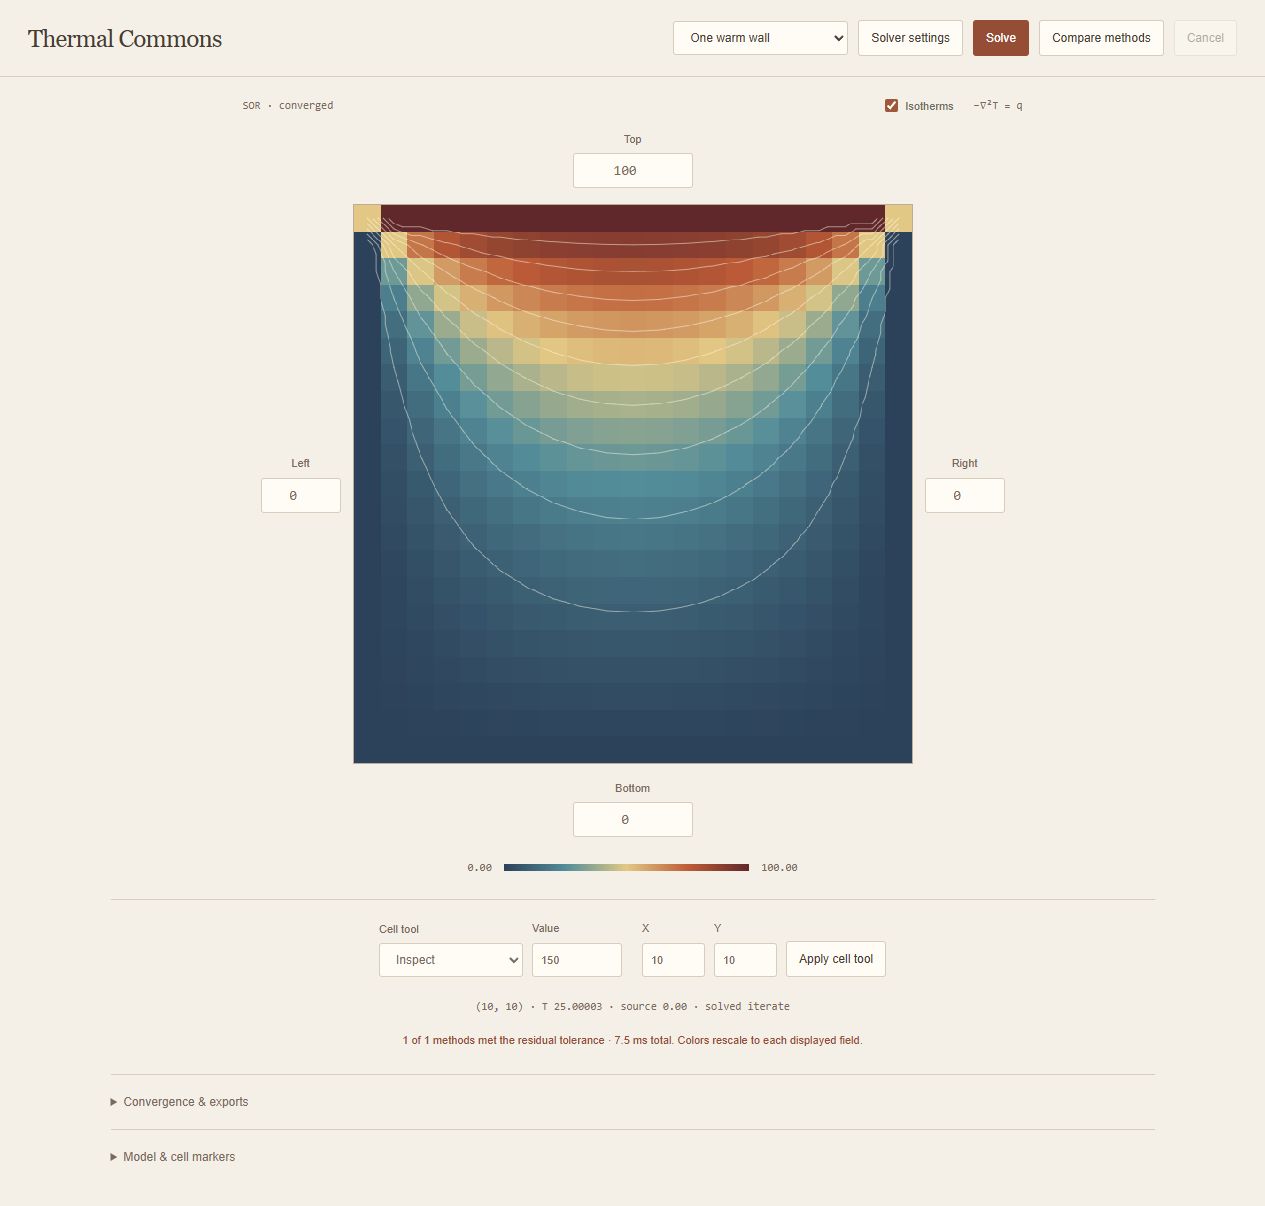 Thermal Commons
One warm wall
Solver settings
Solve
Compare methods
Cancel
SOR · converged
Isotherms
−∇²T = q
Top
100
Left
0
Right
0
Bottom
0
0.00
100.00
Cell tool
Value
X
Y
Inspect
150
10
10
Apply cell tool
(10, 10) · T 25.00003 · source 0.00 · solved iterate
1 of 1 methods met the residual tolerance · 7.5 ms total. Colors rescale to each displayed field.
Convergence & exports
Model & cell markers